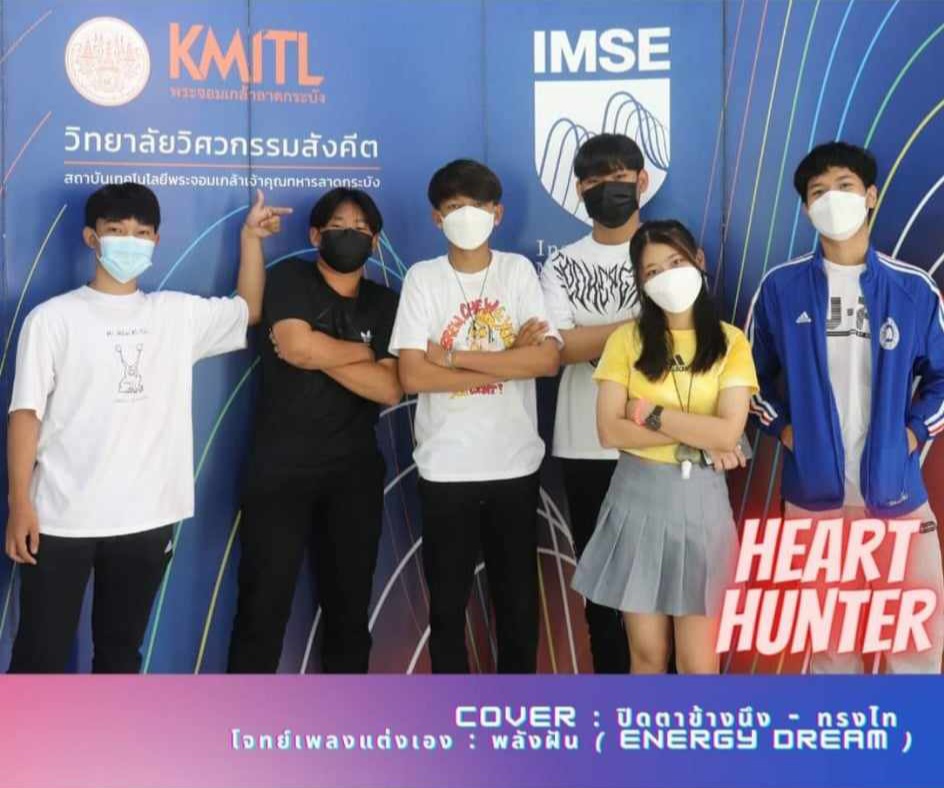 KMITL
พระจอมเกล้าลาดกระบัง
IMSE
วิทยาลัยวิศวกรรมสังคีต
สถาบันเทคโนโลยีพระจอมเกล้าเจ้าคุณทหารลาดกระบัง
HEART
HUNTER
COVER : ปิดตาข้างนึง - ทรงไท
โจทย์เพลงแต่งเอง : พลังฝัน ( ENERGY DREAM )